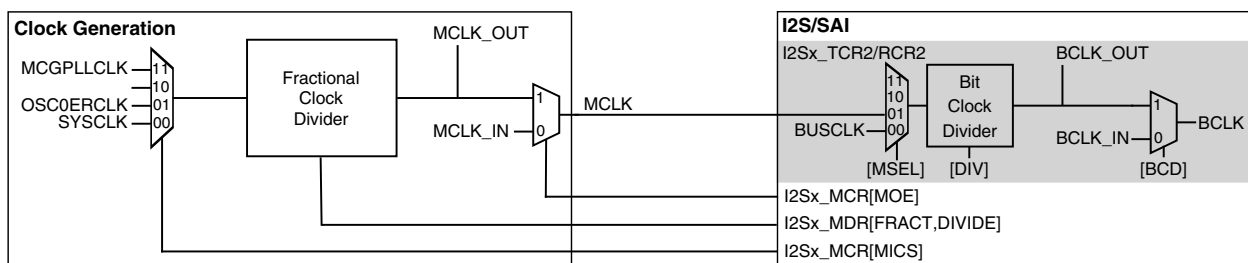 Clock Generation
MCGPLLCLK
11
10
OSC0ERCLK
01
SYSCLK
00
Fractional
Clock
Divider
MCLK_OUT
1
MCLK_IN
0
MCLK
I2S/SAI
I2Sx_TCR2/RCR2
11
10
01
BUSCLK
00
[MSEL]
Bit
Clock
Divider
[DIV]
BCLK_OUT
1
BCLK_IN
0
[BCD]
BCLK
I2Sx_MCR[MOE]
I2Sx_MDR[FRACT,DIVIDE]
I2Sx_MCR[MICS]